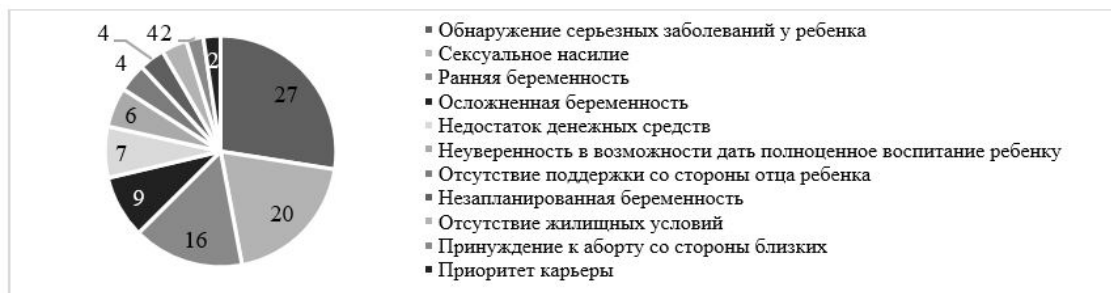 4
42
4
2
27
6
7
9
20
16
Обнаружение серьезных заболеваний у ребенка
Сексуальное насилие
Ранняя беременность
Осложненная беременность
Недостаток денежных средств
Неуверенность в возможности дать полноценное воспитание ребенку
Отсутствие поддержки со стороны отца ребенка
Незапланированная беременность
Отсутствие жилищных условий
Принуждение к аборту со стороны близких
Приоритет карьеры